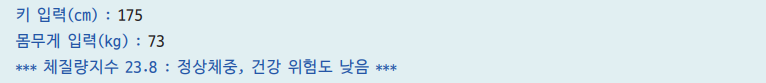 키 입력(cm) : 175
몸무게 입력(kg) : 73
*** 체질량지수 23.8 : 정상체중, 건강 위험도 낮음 ***